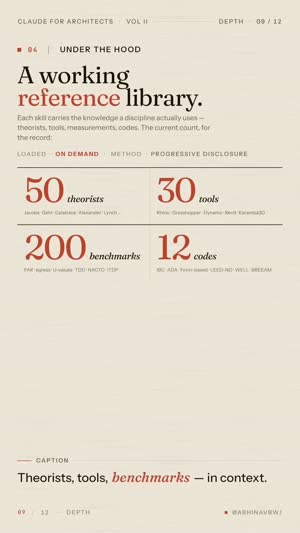 CLAUDE FOR ARCHITECTS · VOL II DEPTH · 09 / 12
04 | UNDER THE HOOD
A working
reference library.
Each skill carries the knowledge a discipline actually uses —
theorists, tools, measurements, codes. The current count, for
the record:
LOADED · ON DEMAND · METHOD · PROGRESSIVE DISCLOSURE
50 theorists 30 tools
Jacobs · Gehl · Calatrava · Alexander · Lynch… Rhino · Grasshopper · Dynamo · Revit · Karamba3D
200 benchmarks 12 codes
FAR · egress · U-values · TOD · NACTO · ITDP IBC · ADA · Form-based · LEED-ND · WELL · BREEAM
CAPTION
Theorists, tools, benchmarks — in context.
09 / 12 — DEPTH @ABHINAVBWJ